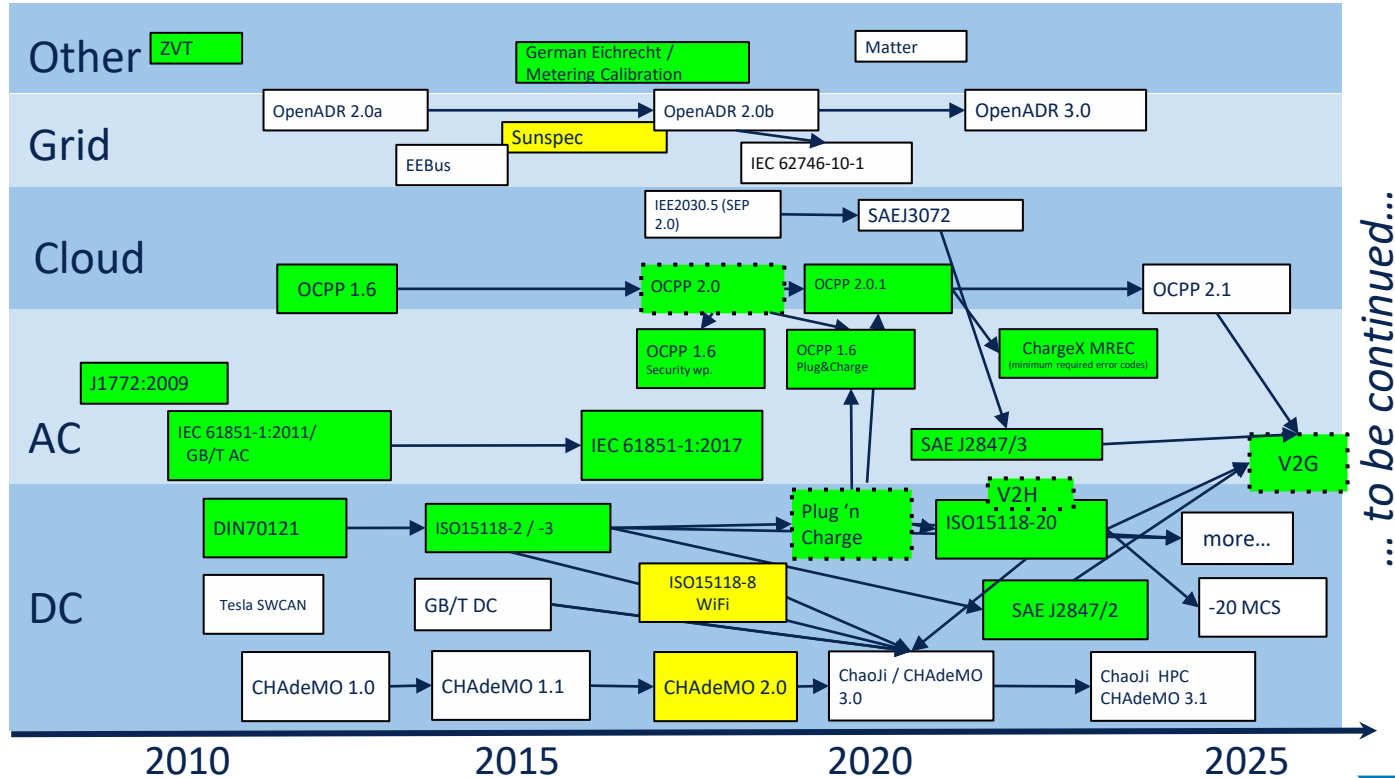 Other
ZVT
German Eichrecht /
Metering Calibration
Matter
Grid
OpenADR 2.0a
OpenADR 2.0b
OpenADR 3.0
Sunspec
EEBus
IEC 62746-10-1
Cloud
IEE2030.5 (SEP
2.0)
SAEJ3072
OCPP 1.6
OCPP 2.0
OCPP 2.0.1
OCPP 2.1
OCPP 1.6
Security wp.
OCPP 1.6
Plug&Charge
ChargeX MREC
(minimum required error codes)
AC
J1772:2009
IEC 61851-1:2011/
GB/T AC
IEC 61851-1:2017
SAE J2847/3
V2G
DC
DIN70121
ISO15118-2 / -3
Plug ‘n
Charge
V2H
ISO15118-20
more...
Tesla SWCAN
GB/T DC
ISO15118-8
WiFi
SAE J2847/2
-20 MCS
CHAdeMO 1.0
CHAdeMO 1.1
CHAdeMO 2.0
ChaoJi / CHAdeMO
3.0
ChaoJi HPC
CHAdeMO 3.1
2010
2015
2020
2025
... to be continued...